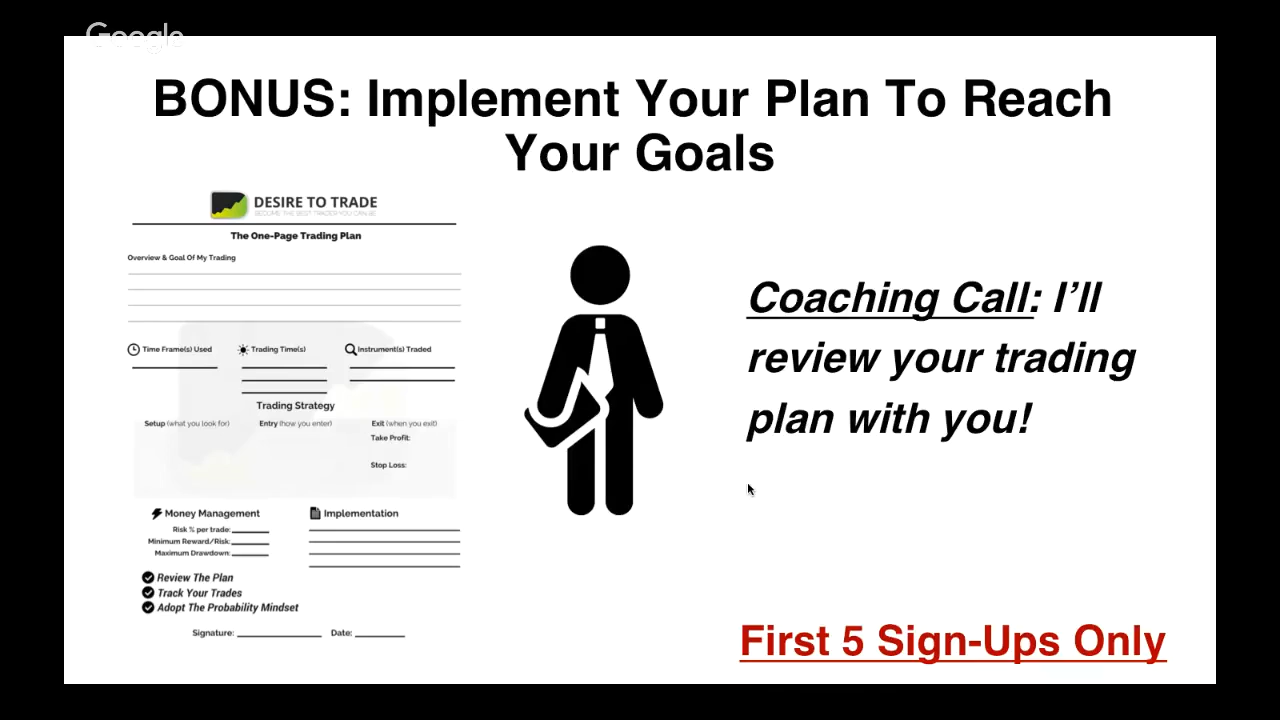 Google
BONUS: Implement Your Plan To Reach
Your Goals
DESIRE TO TRADE
BECOME THE BEST TRADER YOU CAN BE
The One-Page Trading Plan
Overview & Goal Of My Trading
Time Frame(s) Used
Trading Time(s)
Instrument(s) Traded
Trading Strategy
Setup (what you look for)
Entry (how you enter)
Exit (when you exit)
Take Profit:
Stop Loss:
Money Management
Risk % per trade:
Minimum Reward/Risk:
Maximum Drawdown:
Implementation
Review The Plan
Track Your Trades
Adopt The Probability Mindset
Signature:
Date:
Coaching Call: I’ll
review your trading
plan with you!
First 5 Sign-Ups Only